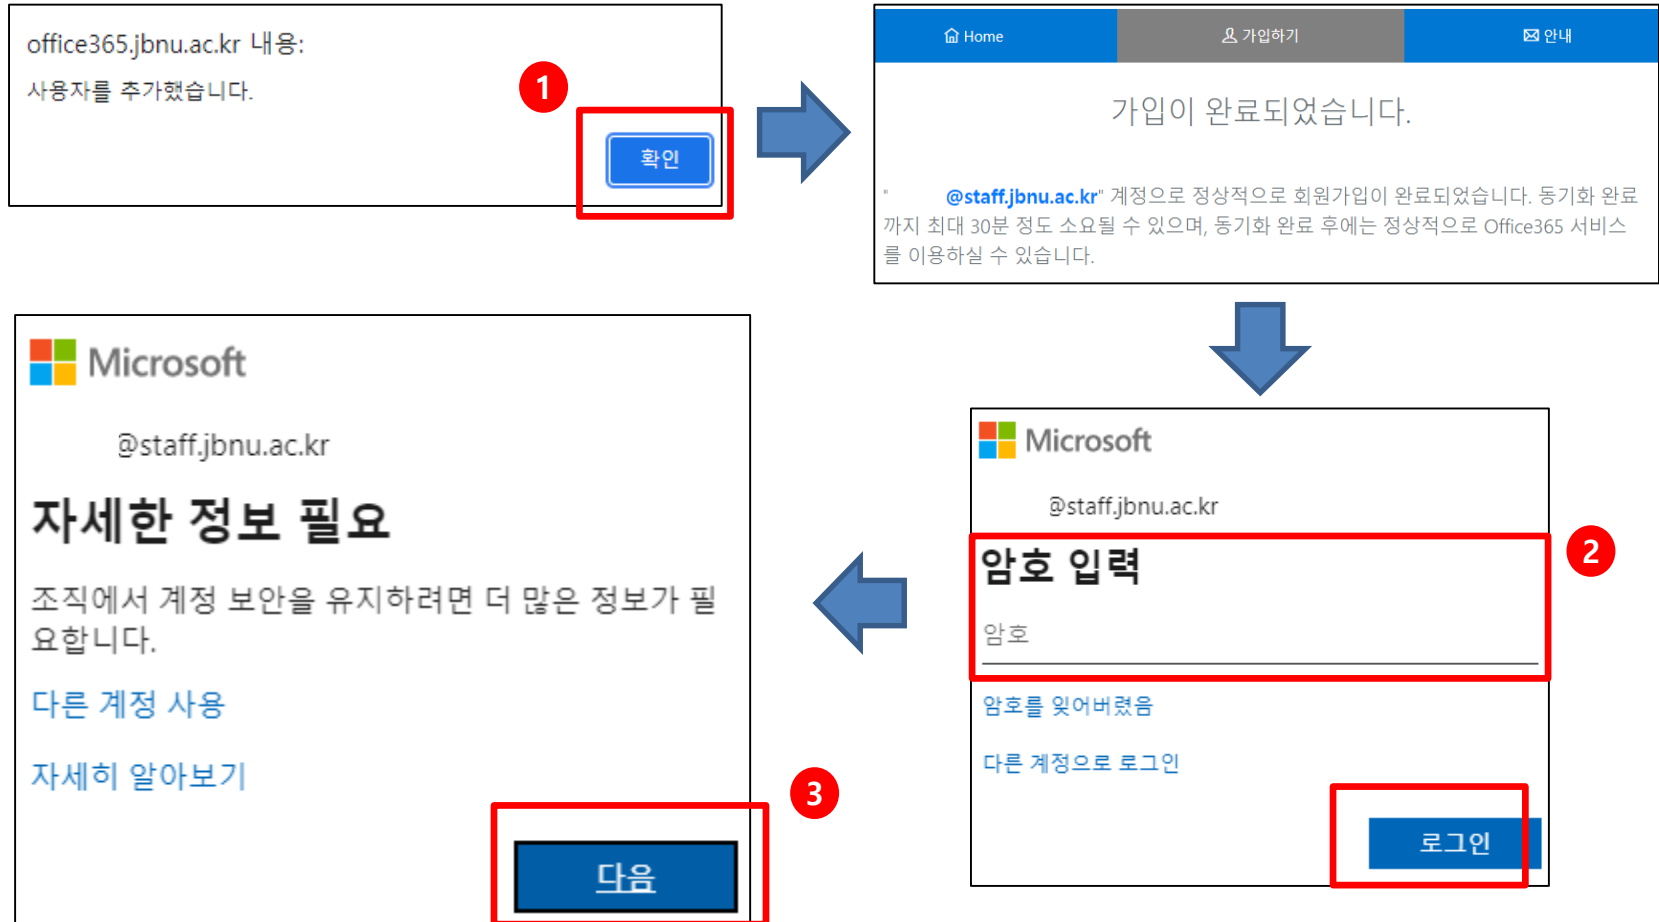 office365.jbnu.ac.kr 내용:
사용자를 추가했습니다.
1
확인
Home
가입하기
안내
가입이 완료되었습니다.
" @staff.jbnu.ac.kr" 계정으로 정상적으로 회원가입이 완료되었습니다. 동기화 완료
까지 최대 30분 정도 소요될 수 있으며, 동기화 완료 후에는 정상적으로 Office365 서비스
를 이용하실 수 있습니다.
Microsoft
@staff.jbnu.ac.kr
암호 입력
2
암호
암호를 잊어버렸음
다른 계정으로 로그인
로그인
Microsoft
@staff.jbnu.ac.kr
자세한 정보 필요
조직에서 계정 보안을 유지하려면 더 많은 정보가 필
요합니다.
다른 계정 사용
자세히 알아보기
3
다음